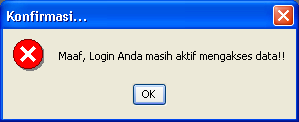 Konfirmasi...
Maaf, Login Anda masih aktif mengakses data!!
OK